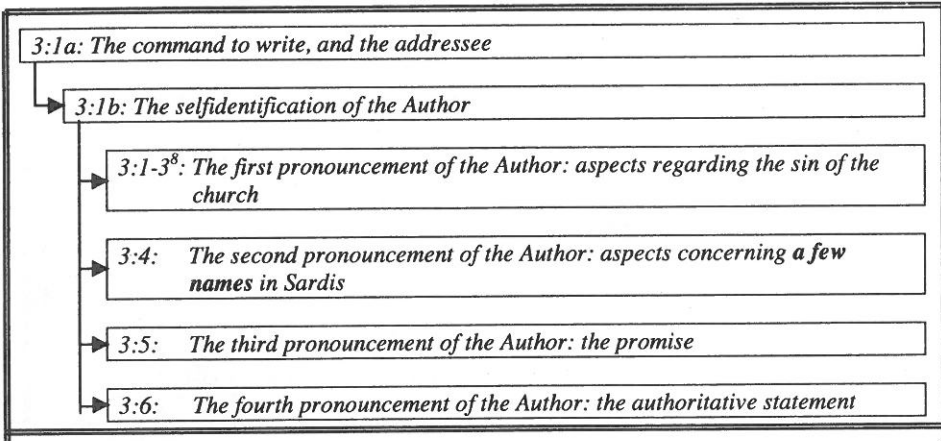 3:1a: The command to write, and the addressee
3:1b: The selfidentification of the Author
3:1-3⁸: The first pronouncement of the Author: aspects regarding the sin of the
church
3:4: The second pronouncement of the Author: aspects concerning a few
names in Sardis
3:5: The third pronouncement of the Author: the promise
3:6: The fourth pronouncement of the Author: the authoritative statement